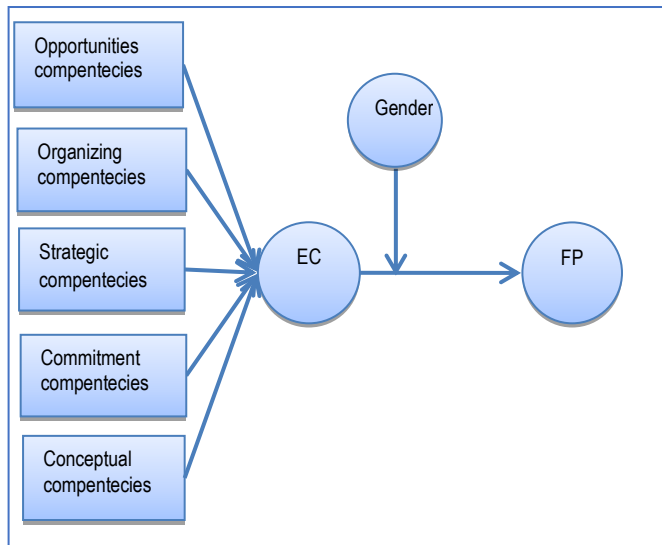 Opportunities
compentecies
Gender
Organizing
compentecies
Strategic
compentecies
EC
FP
Commitment
compentecies
Conceptual
compentecies